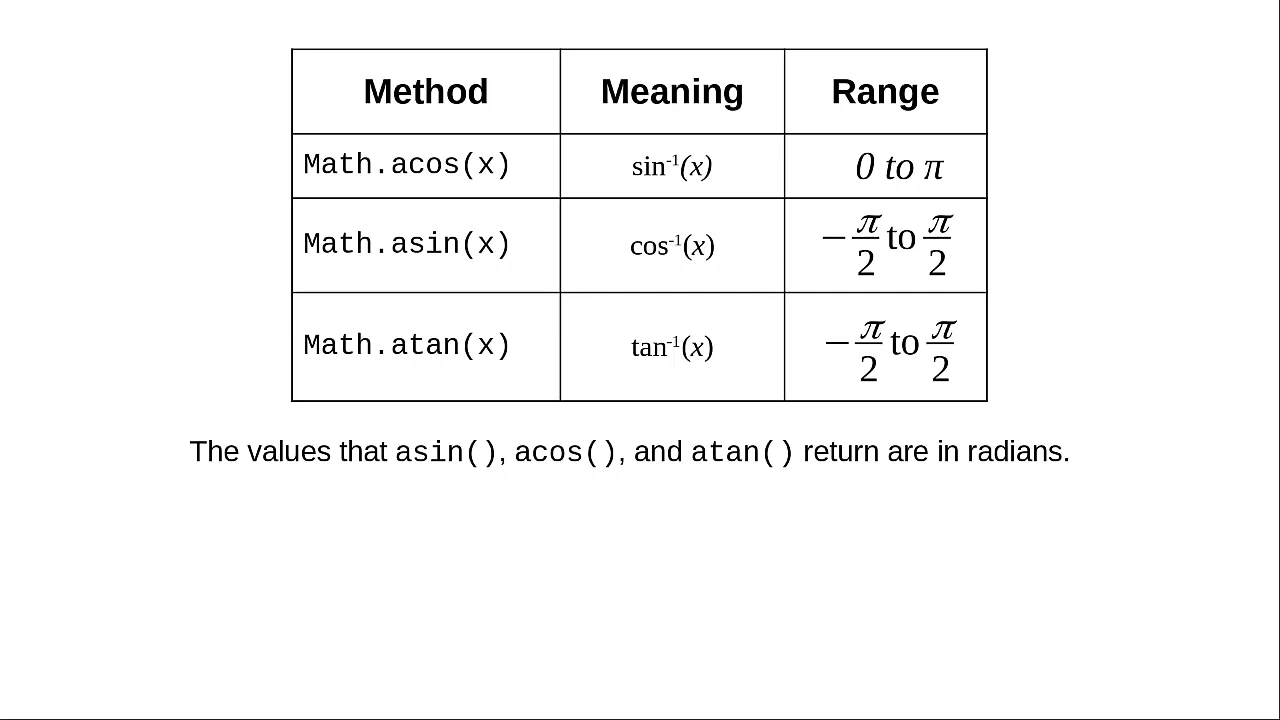 Method Meaning Range
Math.acos(x) sin⁻¹(x) 0 to π
Math.asin(x) cos⁻¹(x) −π/2 to π/2
Math.atan(x) tan⁻¹(x) −π/2 to π/2
The values that asin(), acos(), and atan() return are in radians.